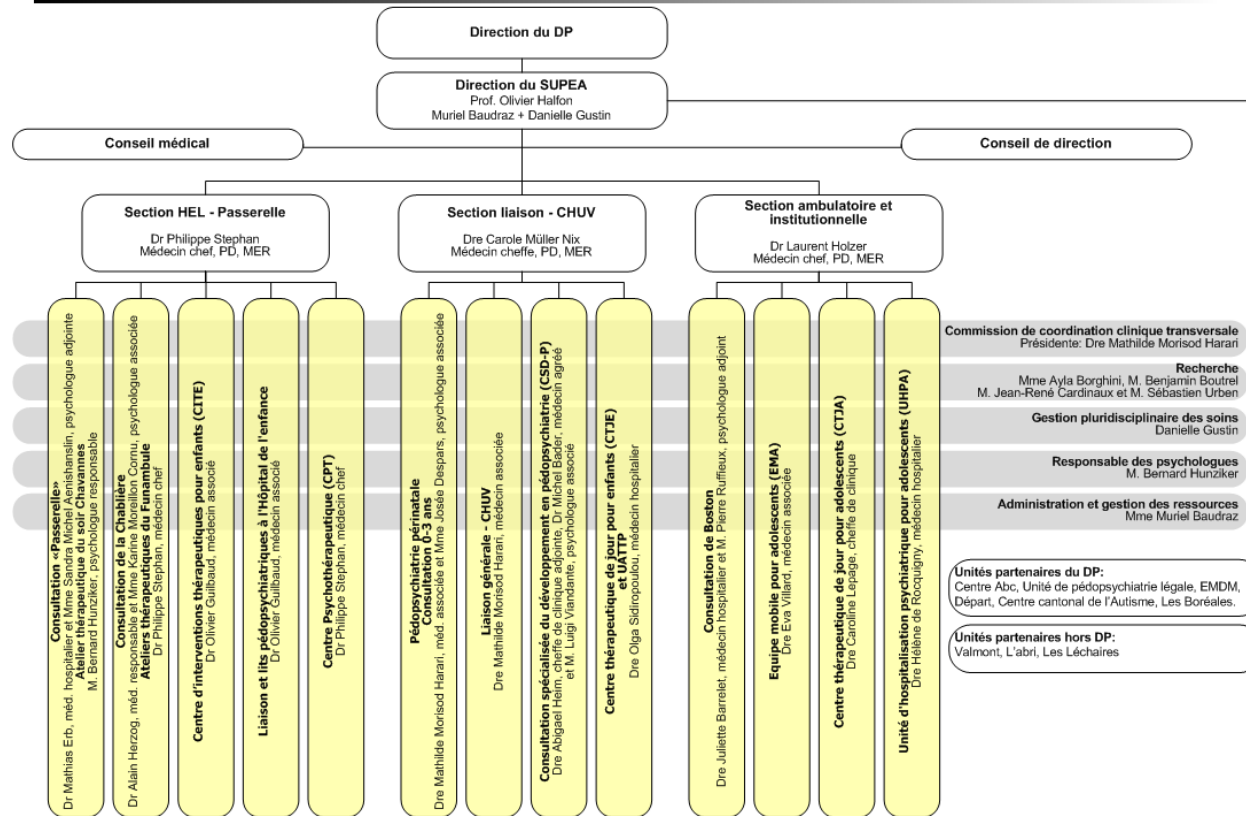 Direction du DP
Direction du SUPEA
Prof. Olivier Halfon
Muriel Baudraz + Danielle Gustin
Conseil médical
Conseil de direction
Section HEL - Passerelle
Dr Philippe Stephan
Médecin chef, PD, MER
Section liaison - CHUV
Dre Carole Müller Nix
Médecin cheffe, PD, MER
Section ambulatoire et
institutionnelle
Dr Laurent Holzer
Médecin chef, PD, MER
Consultation «Passerelle»
Dr Mathias Erb, méd. hospitalier et Mme Sandra Michel Aenishanslin, psychologue adjointe
Atelier thérapeutique du soir Chavannes
M. Bernard Hunziker, psychologue responsable
Consultation de la Chablière
Dr Alain Herzog, méd. responsable et Mme Karine Moreillon Cornu, psychologue associée
Ateliers thérapeutiques du Funambule
Dr Philippe Stephan, médecin chef
Centre d'interventions thérapeutiques pour enfants (CITE)
Dr Olivier Guilbaud, médecin associé
Liaison et lits pédopsychiatriques à l'Hôpital de l'enfance
Dr Olivier Guilbaud, médecin associé
Centre Psychothérapeutique (CPT)
Dr Philippe Stephan, médecin chef
Pédopsychiatrie périnatale
Consultation 0-3 ans
Dre Mathilde Morisod Harari, méd. associée et Mme Josée Despars, psychologue associée
Liaison générale - CHUV
Dre Mathilde Morisod Harari, médecin associée
Consultation spécialisée du développement en pédopsychiatrie (CSD-P)
Dre Abigael Heim, cheffe de clinique adjointe, Dr Michel Bader, médecin agréé
et M. Luigi Viandante, psychologue associé
Centre thérapeutique de jour pour enfants (CTJE)
et UATTP
Dre Olga Sidiropoulou, médecin hospitalier
Consultation de Boston
Dre Juliette Barrelet, médecin hospitalier et M. Pierre Ruffieux, psychologue adjoint
Equipe mobile pour adolescents (EMA)
Dre Eva Villard, médecin associée
Centre thérapeutique de jour pour adolescents (CTJA)
Dre Caroline Lepage, cheffe de clinique
Unité d'hospitalisation psychiatrique pour adolescents (UHPA)
Dre Hélène de Rocquigny, médecin hospitalier
Commission de coordination clinique transversale
Présidente: Dre Mathilde Morisod Harari
Recherche
Mme Ayla Borghini, M. Benjamin Boutrel
M. Jean-René Cardinaux et M. Sébastien Urben
Gestion pluridisciplinaire des soins
Danielle Gustin
Responsable des psychologues
M. Bernard Hunziker
Administration et gestion des ressources
Mme Muriel Baudraz
Unités partenaires du DP:
Centre Abc, Unité de pédopsychiatrie légale, EMDM,
Départ, Centre cantonal de l'Autisme, Les Boréales.
Unités partenaires hors DP:
Valmont, L'abri, Les Léchaires